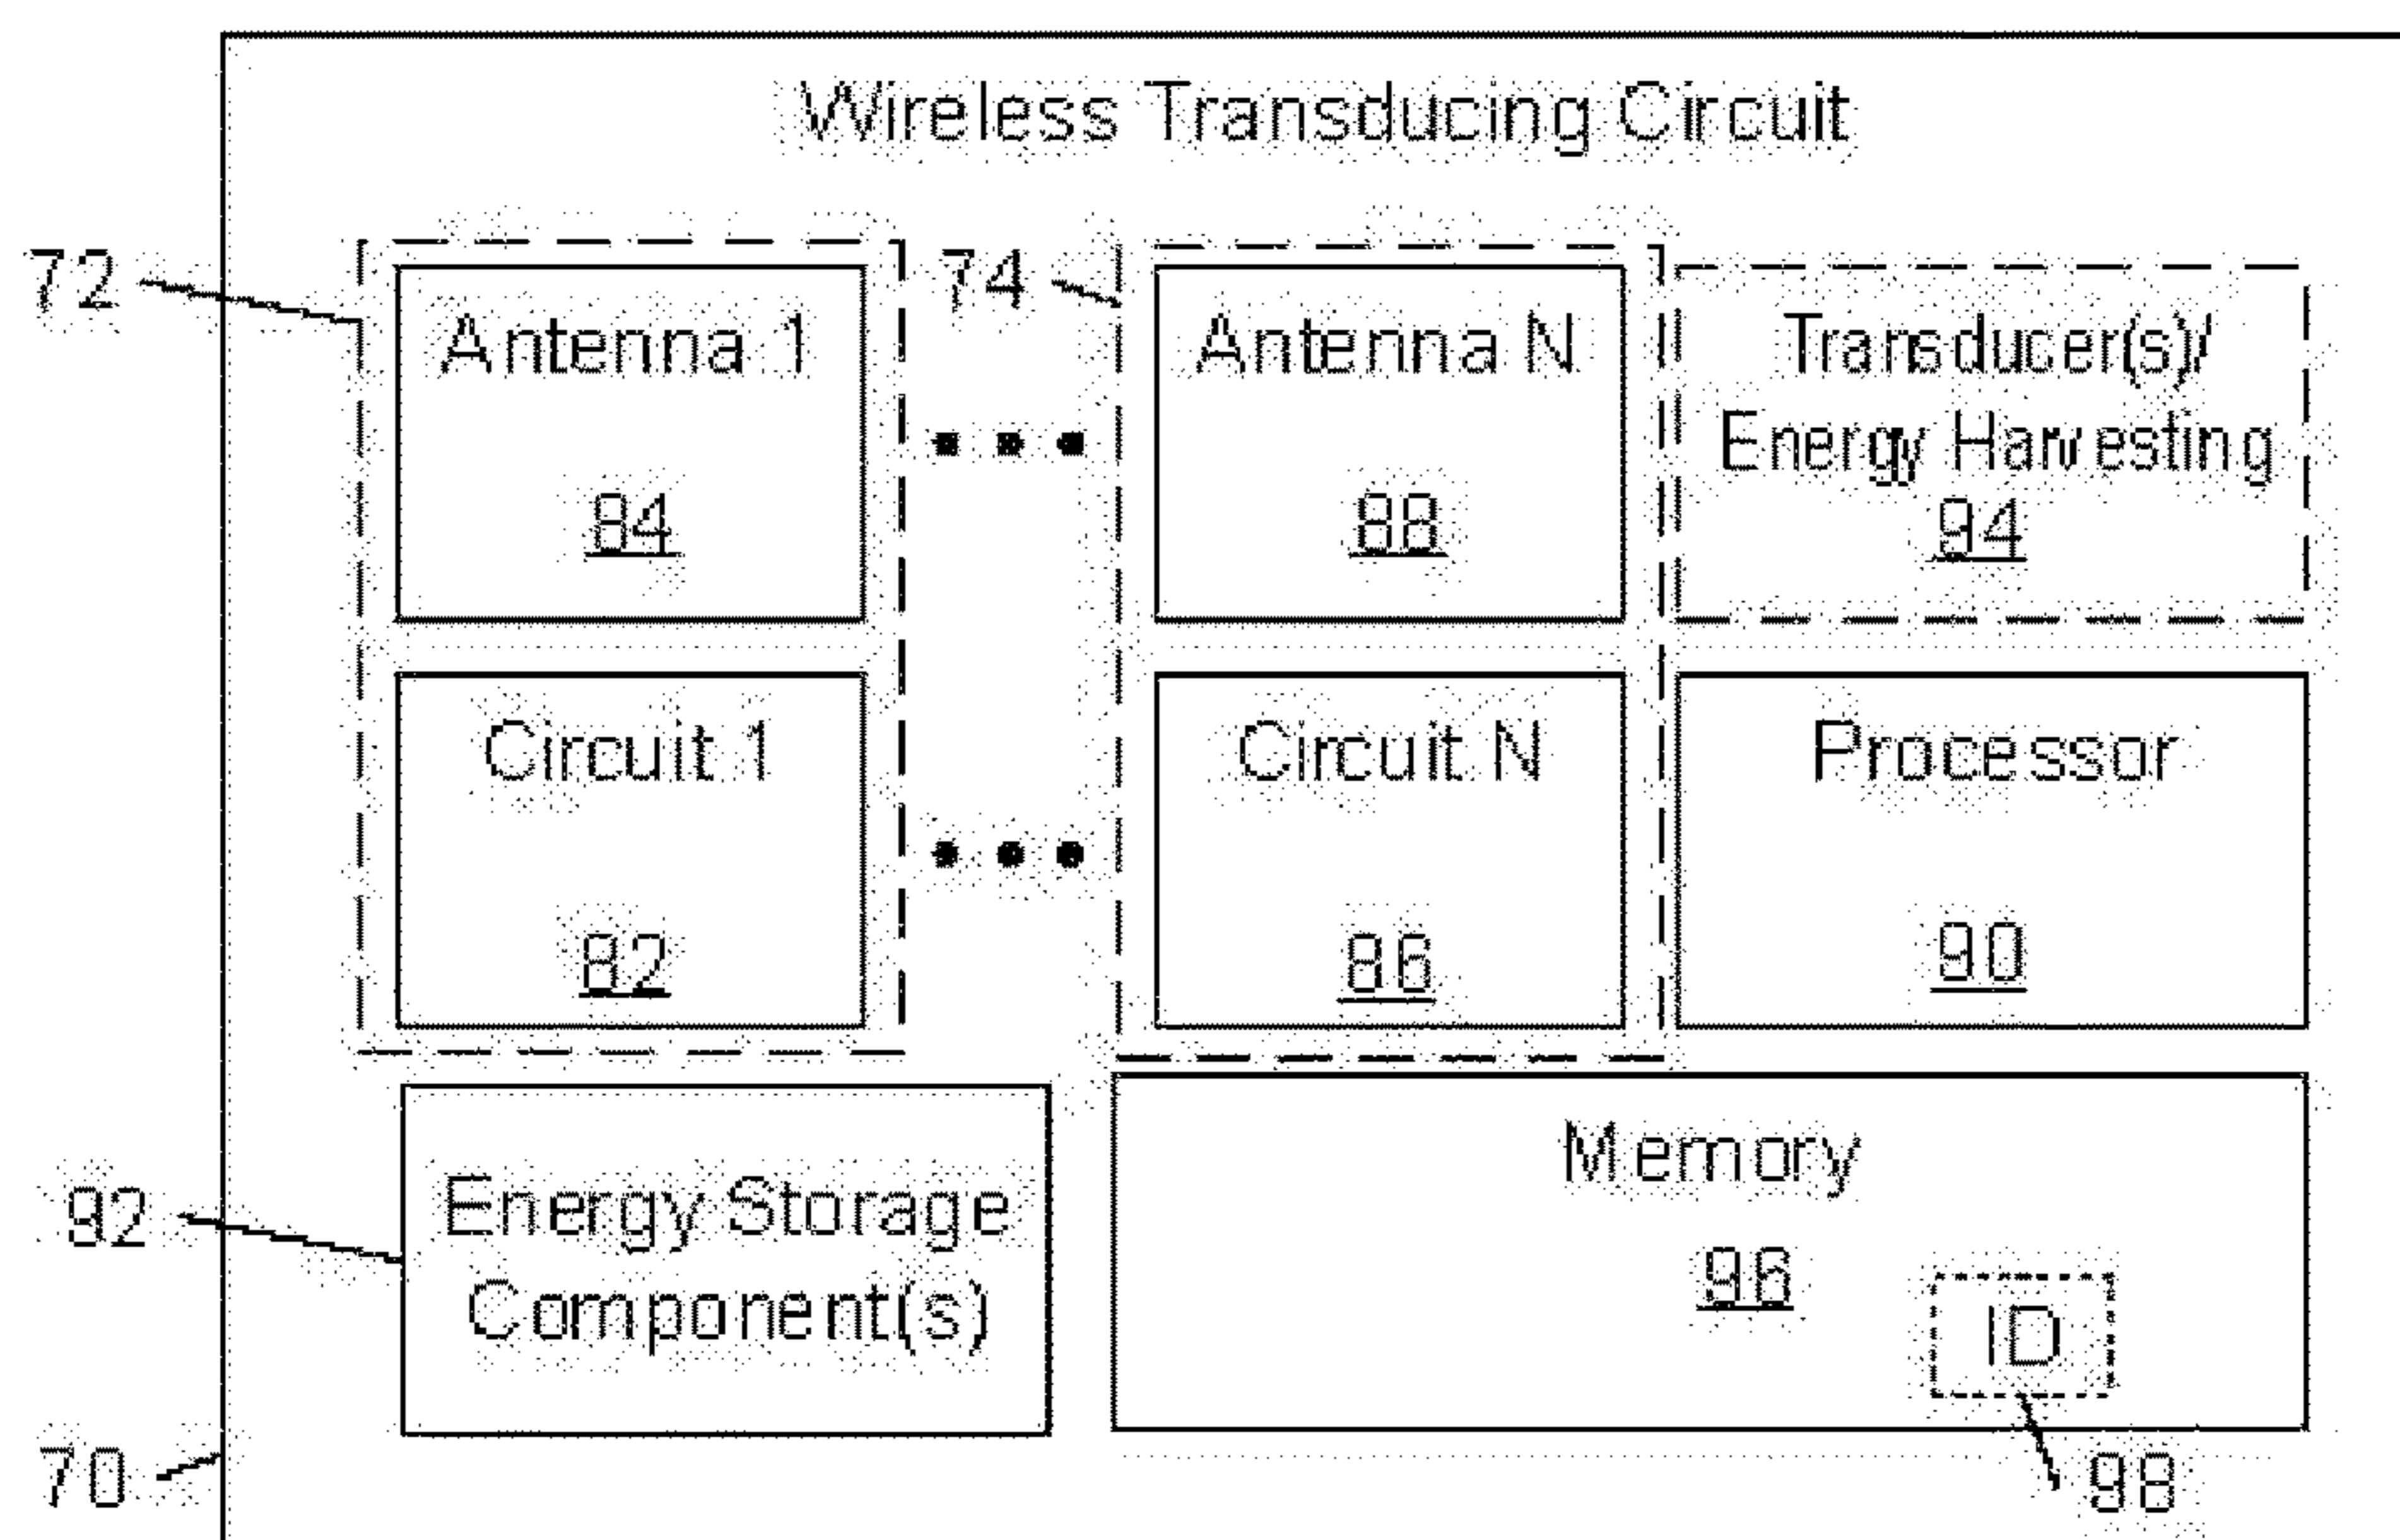 Wireless Transducing Circuit
72
74
Antenna 1
84
Antenna N
88
Transducer(s)/
Energy Harvesting
94
Circuit 1
82
Circuit N
86
Processor
90
92
Energy Storage
Component(s)
Memory
96
ID
70
98